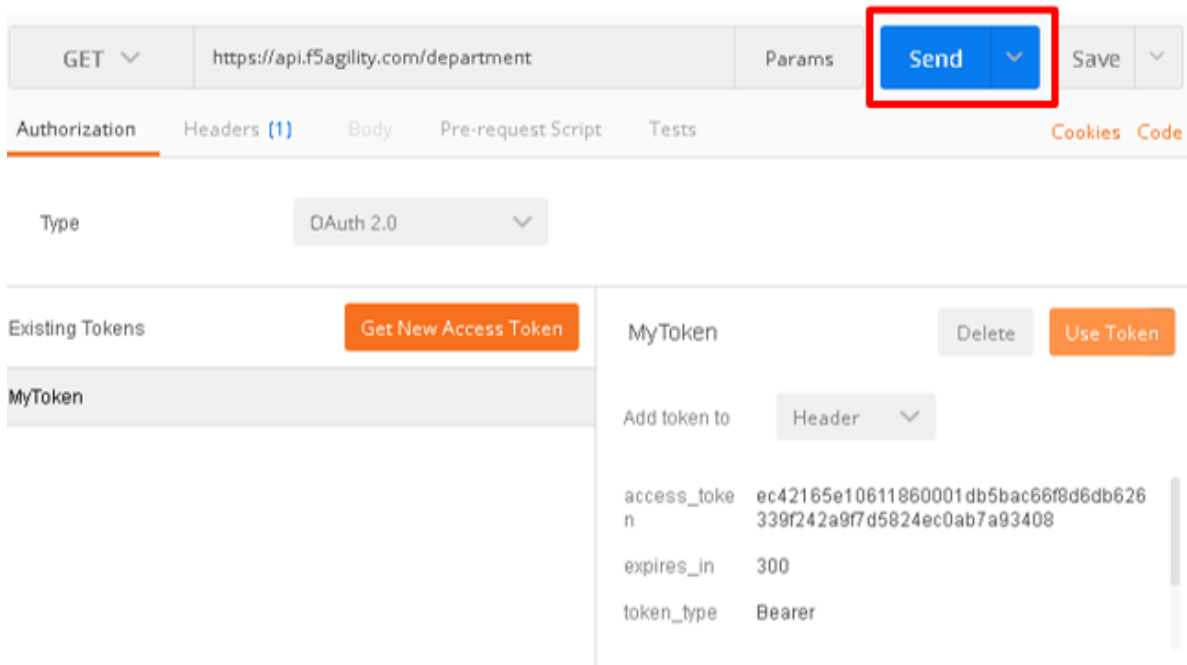 GET https://api.f5agility.com/department Params Send Save
Authorization Headers (1) Body Pre-request Script Tests Cookies Code
Type OAuth 2.0
Existing Tokens Get New Access Token
MyToken
MyToken Delete Use Token
Add token to Header
access_toke ec42165e10611860001db5bac66f8d6db626
n 339f242a9f7d5824ec0ab7a93408
expires_in 300
token_type Bearer